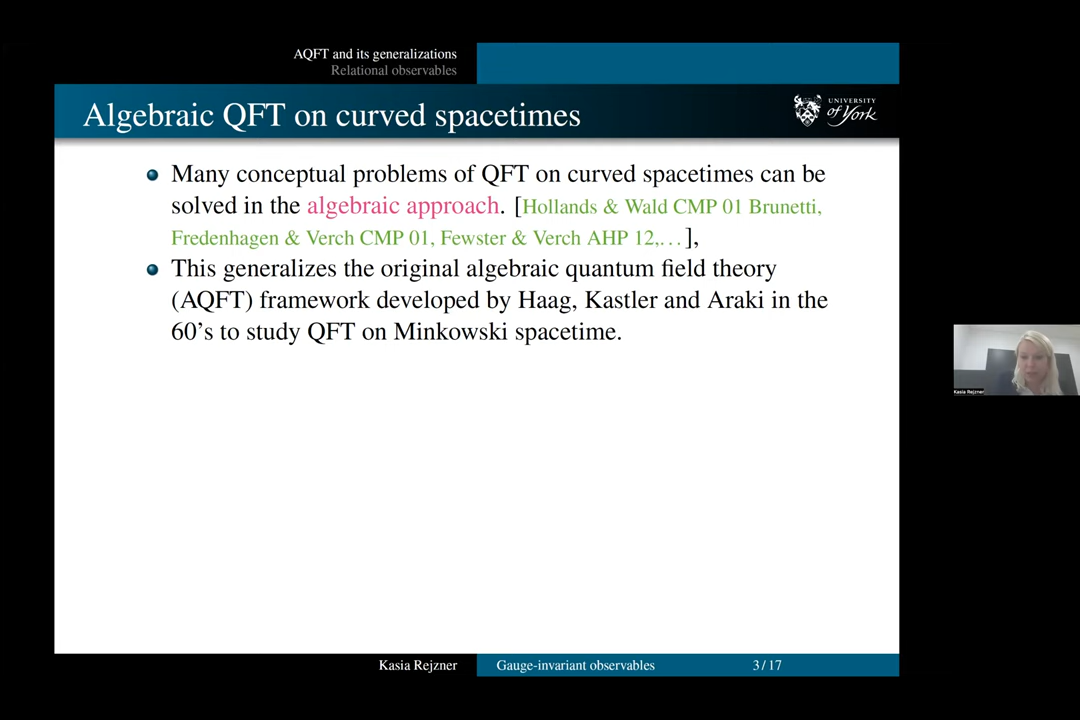 AQFT and its generalizations
Relational observables
Algebraic QFT on curved spacetimes
UNIVERSITY
of York
Many conceptual problems of QFT on curved spacetimes can be
solved in the algebraic approach. [Hollands & Wald CMP 01 Brunetti,
Fredenhagen & Verch CMP 01, Fewster & Verch AHP 12,...],
This generalizes the original algebraic quantum field theory
(AQFT) framework developed by Haag, Kastler and Araki in the
60's to study QFT on Minkowski spacetime.
Kasia Rejzner
Kasia Rejzner
Gauge-invariant observables
3 / 17